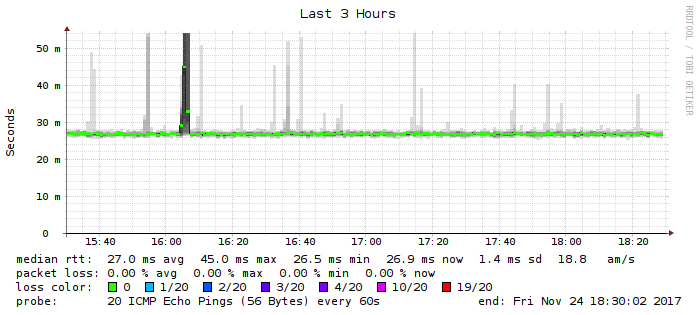 Last 3 Hours
RRDTOOL / TOBI OETIKER
Seconds
50 m
40 m
30 m
20 m
10 m
0
15:40 16:00 16:20 16:40 17:00 17:20 17:40 18:00 18:20
median rtt: 27.0 ms avg 45.0 ms max 26.5 ms min 26.9 ms now 1.4 ms sd 18.8 am/s
packet loss: 0.00 % avg 0.00 % max 0.00 % min 0.00 % now
loss color: 0 1/20 2/20 3/20 4/20 10/20 19/20
probe: 20 ICMP Echo Pings (56 Bytes) every 60s end: Fri Nov 24 18:30:02 2017